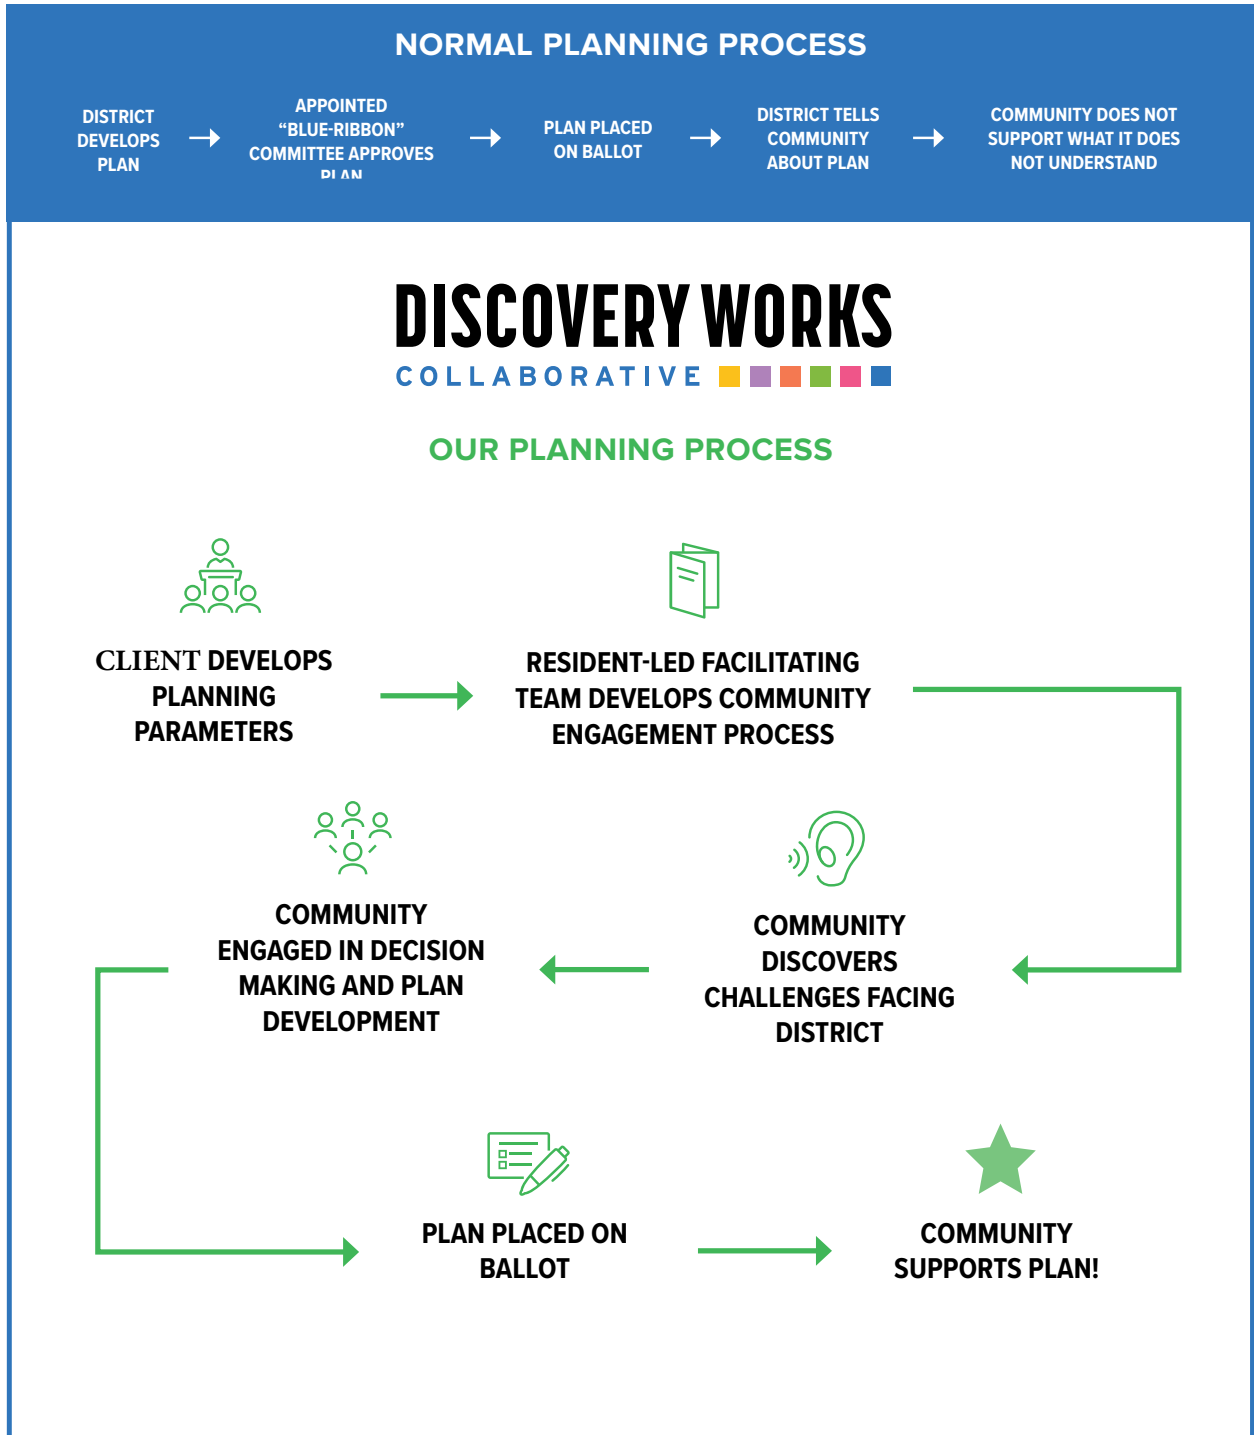 NORMAL PLANNING PROCESS
DISTRICT
DEVELOPS
PLAN
APPOINTED
“BLUE-RIBBON”
COMMITTEE APPROVES
PLAN
PLAN PLACED
ON BALLOT
DISTRICT TELLS
COMMUNITY
ABOUT PLAN
COMMUNITY DOES NOT
SUPPORT WHAT IT DOES
NOT UNDERSTAND
DISCOVERY WORKS
COLLABORATIVE
OUR PLANNING PROCESS
CLIENT DEVELOPS
PLANNING
PARAMETERS
RESIDENT-LED FACILITATING
TEAM DEVELOPS COMMUNITY
ENGAGEMENT PROCESS
COMMUNITY
DISCOVERS
CHALLENGES FACING
DISTRICT
COMMUNITY
ENGAGED IN DECISION
MAKING AND PLAN
DEVELOPMENT
PLAN PLACED ON
BALLOT
COMMUNITY
SUPPORTS PLAN!